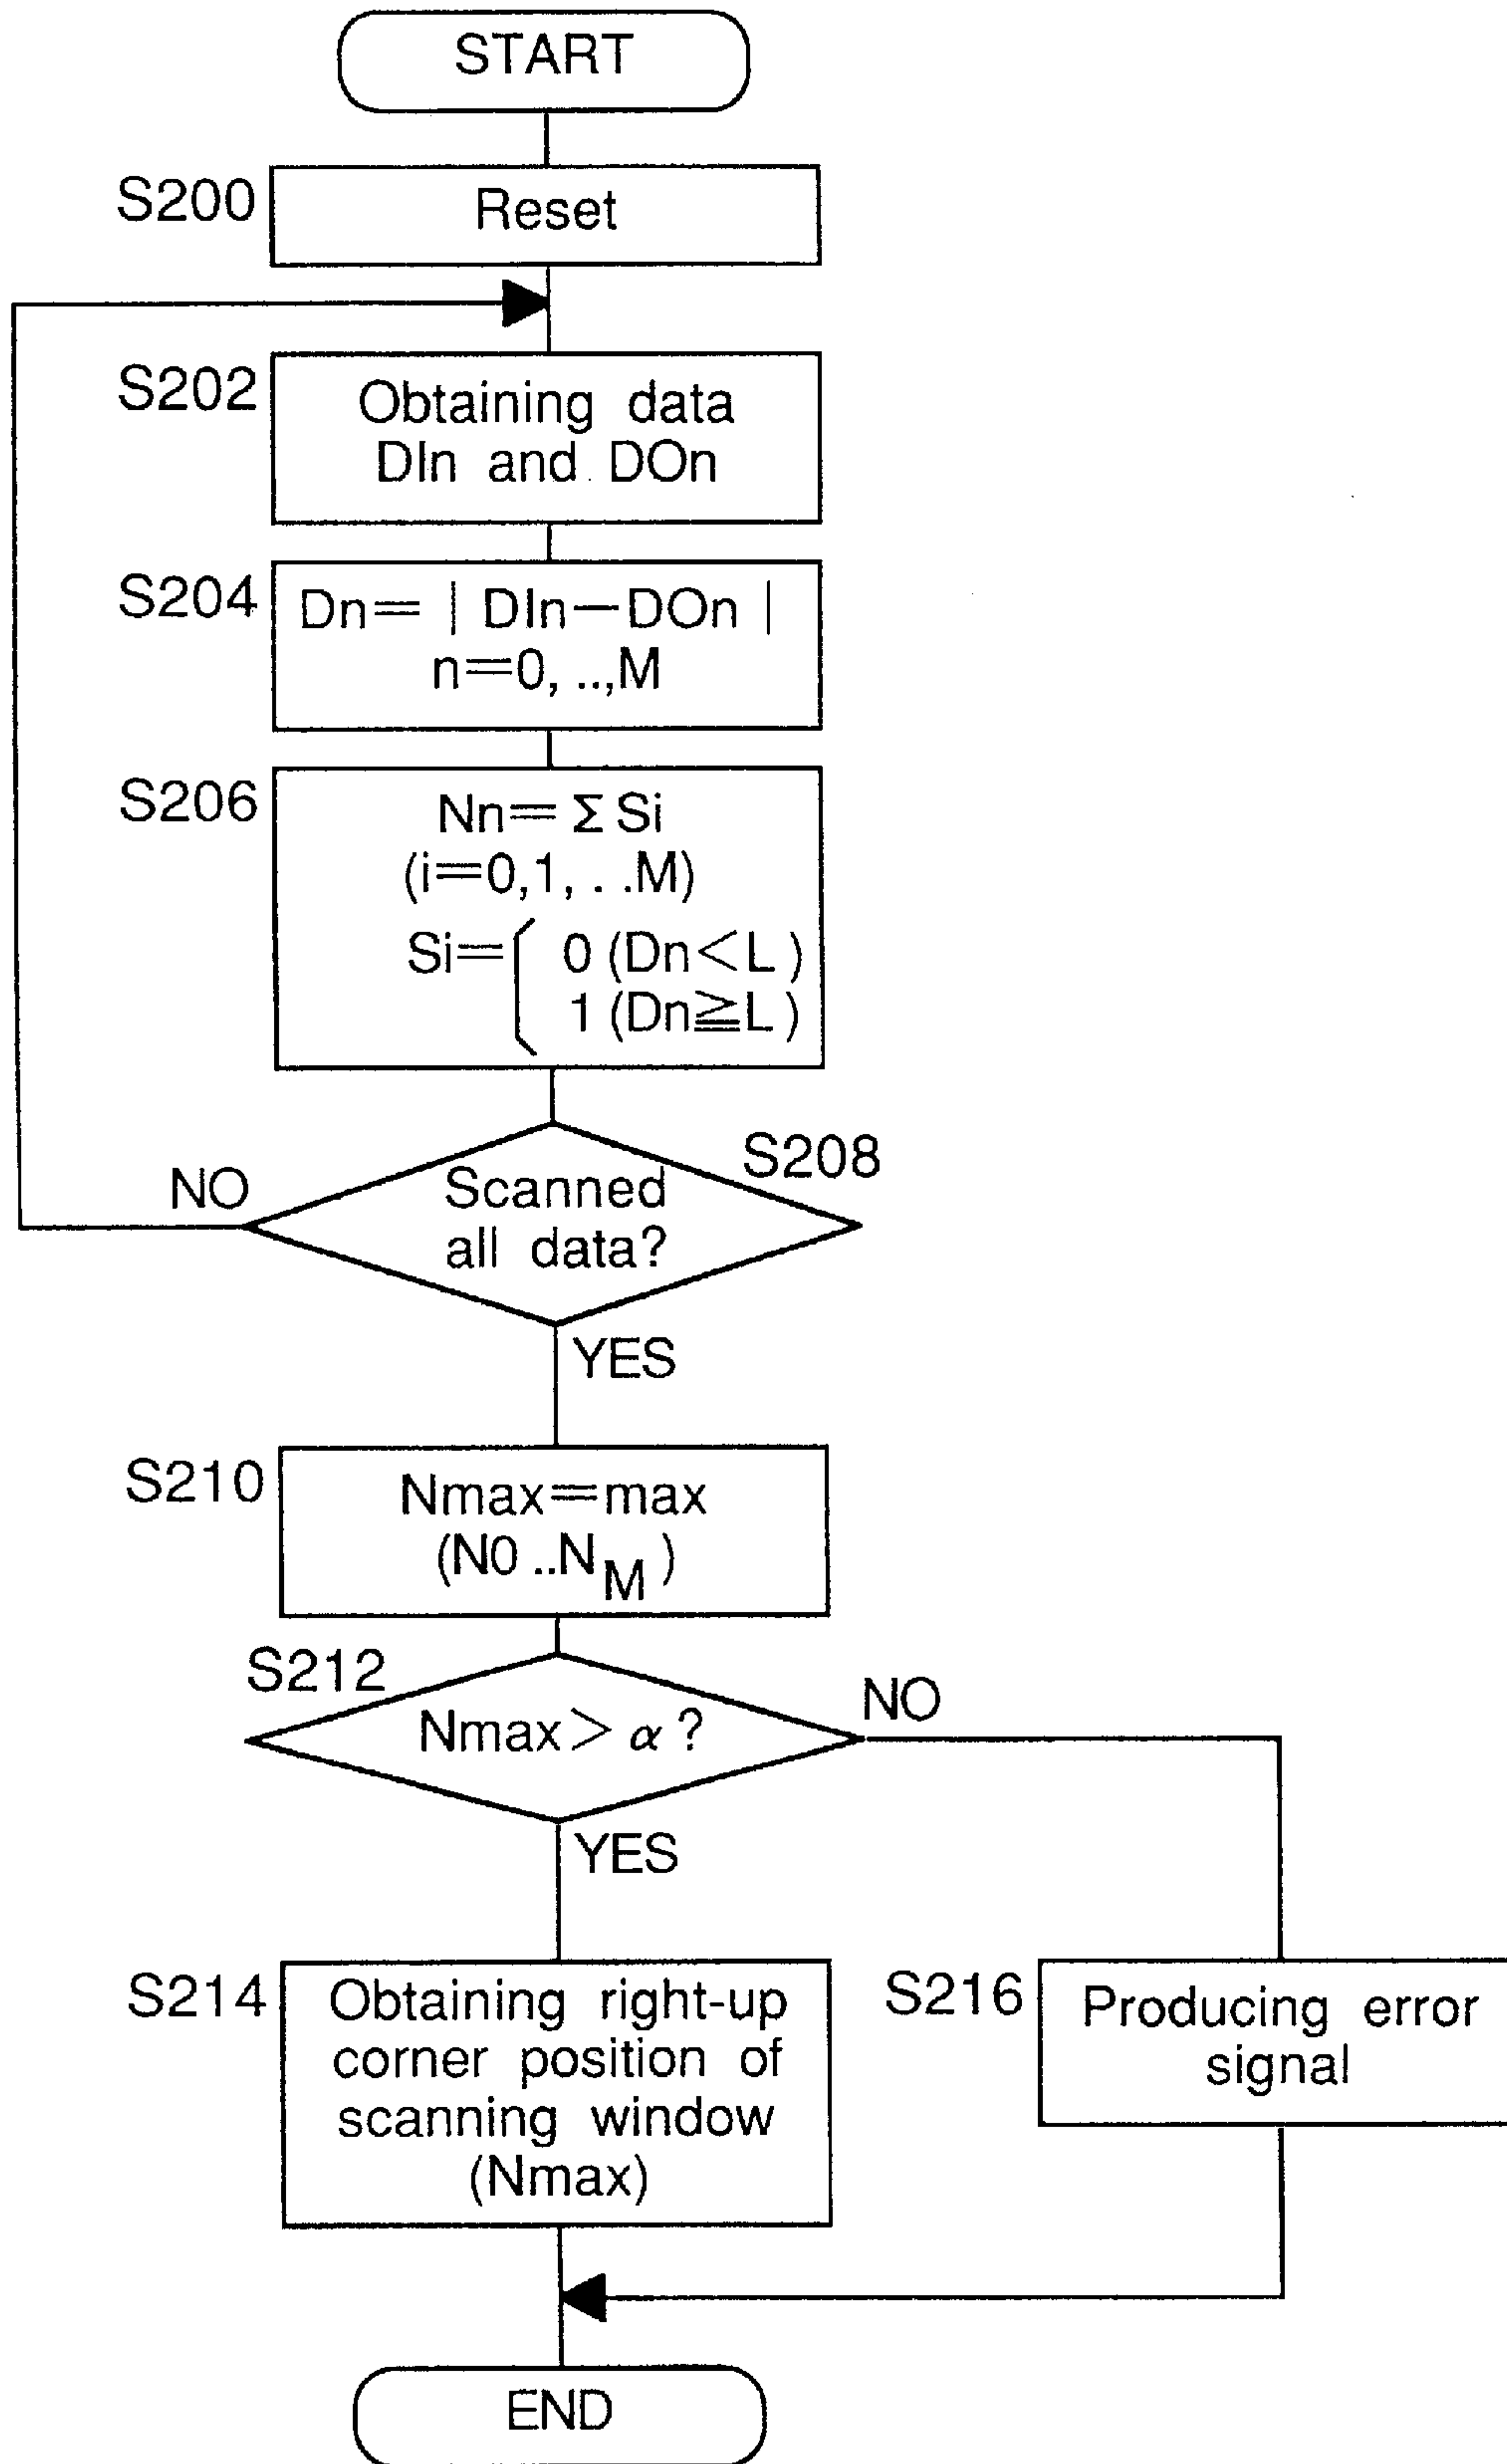 START
S200
Reset
S202
Obtaining data
DIn and DOn
S204
Dn=| DIn−DOn |
n=0, ..,M
S206
Nn=Σ Si
(i=0,1, . .M)
Si={ 0 (Dn<L)
1 (Dn≧L)
S208
Scanned
all data?
NO
YES
S210
Nmax=max
(N0 ..NM)
S212
Nmax>α?
NO
YES
S214
Obtaining right-up
corner position of
scanning window
(Nmax)
S216
Producing error
signal
END